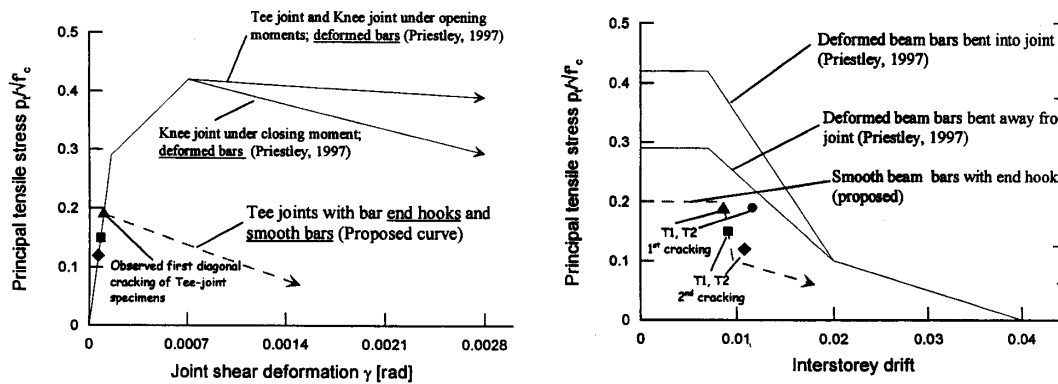 Principal tensile stress pₜ/√f'c
0.5
0.4
0.3
0.2
0.1
0
Tee joint and Knee joint under opening
moments; deformed bars (Priestley, 1997)
Knee joint under closing moment;
deformed bars (Priestley, 1997)
Tee joints with bar end hooks and
smooth bars (Proposed curve)
Observed first diagonal
cracking of Tee-joint
specimens
0 0.0007 0.0014 0.0021 0.0028
Joint shear deformation γ [rad]
Principal tensile stress pₜ/√f'c
0.5
0.4
0.3
0.2
0.1
0
Deformed beam bars bent into joint
(Priestley, 1997)
Deformed beam bars bent away fro
joint (Priestley, 1997)
Smooth beam bars with end hook
(proposed)
T1, T2
1st cracking
T1, T2
2nd cracking
0 0.01 0.02 0.03 0.04
Interstorey drift